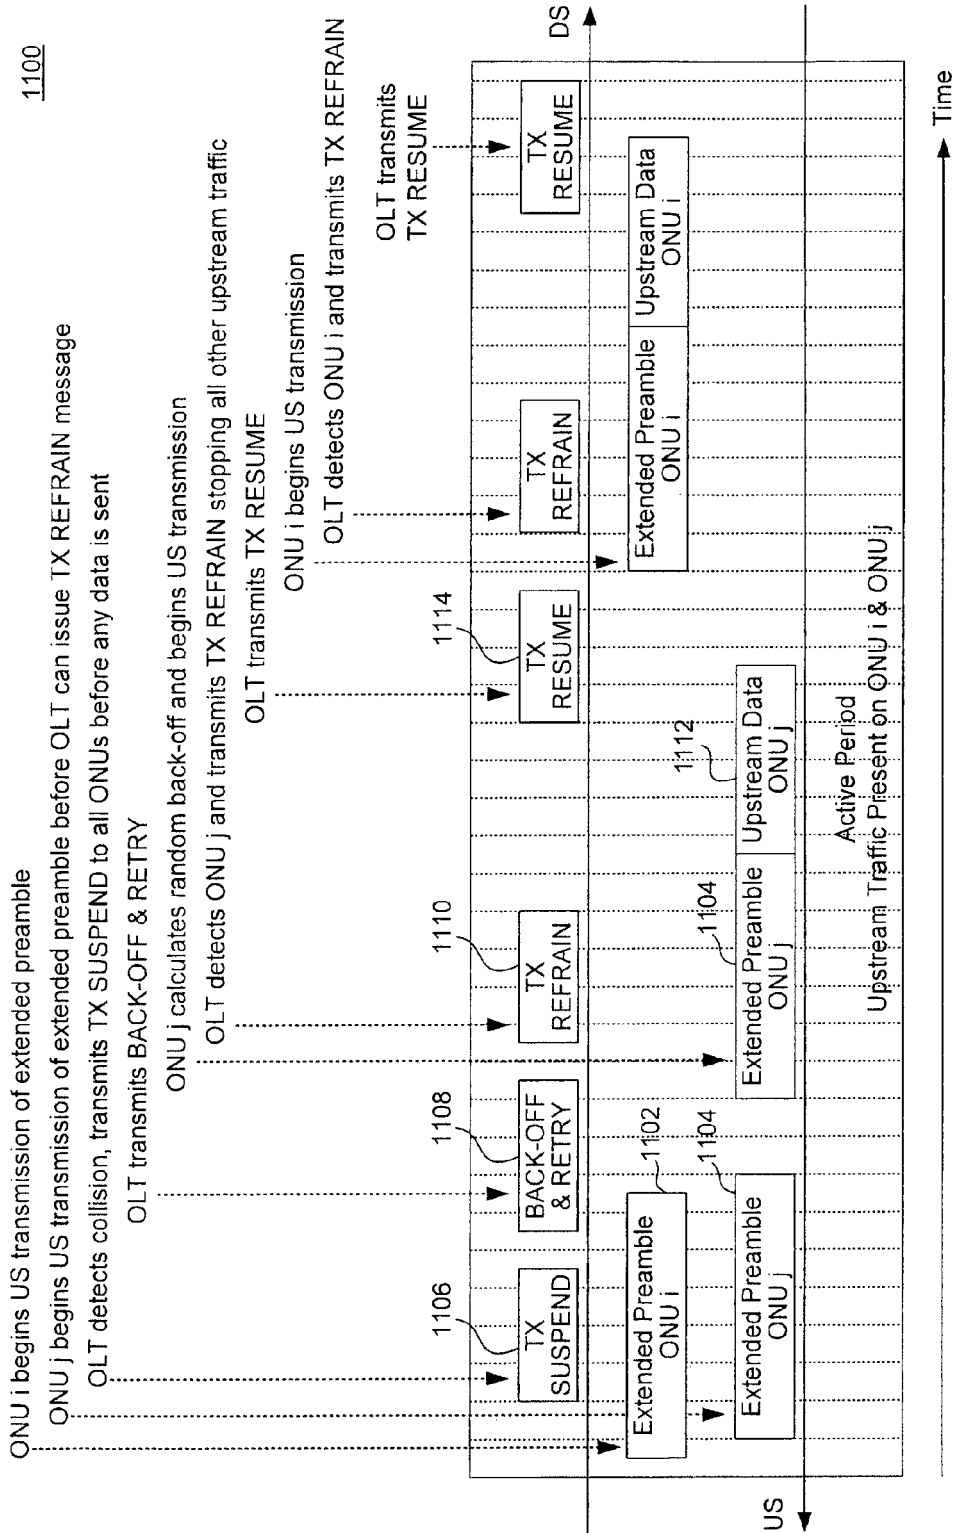 1100
ONU i begins US transmission of extended preamble
ONU j begins US transmission of extended preamble before OLT can issue TX REFRAIN message
OLT detects collision, transmits TX SUSPEND to all ONUs before any data is sent
OLT transmits BACK-OFF & RETRY
ONU j calculates random back-off and begins US transmission
OLT detects ONU j and transmits TX REFRAIN stopping all other upstream traffic
OLT transmits TX RESUME
ONU i begins US transmission
OLT detects ONU i and transmits TX REFRAIN
OLT transmits
TX RESUME
1106
1108
1110
1114
TX
SUSPEND
BACK-OFF
& RETRY
TX
REFRAIN
TX
RESUME
TX
REFRAIN
TX
RESUME
DS
1102
Extended Preamble
ONU i
Extended Preamble
ONU i
Upstream Data
ONU i
1104
1104
1112
Extended Preamble
ONU j
Extended Preamble
ONU j
Upstream Data
ONU j
US
Active Period
Upstream Traffic Present on ONU i & ONU j
Time